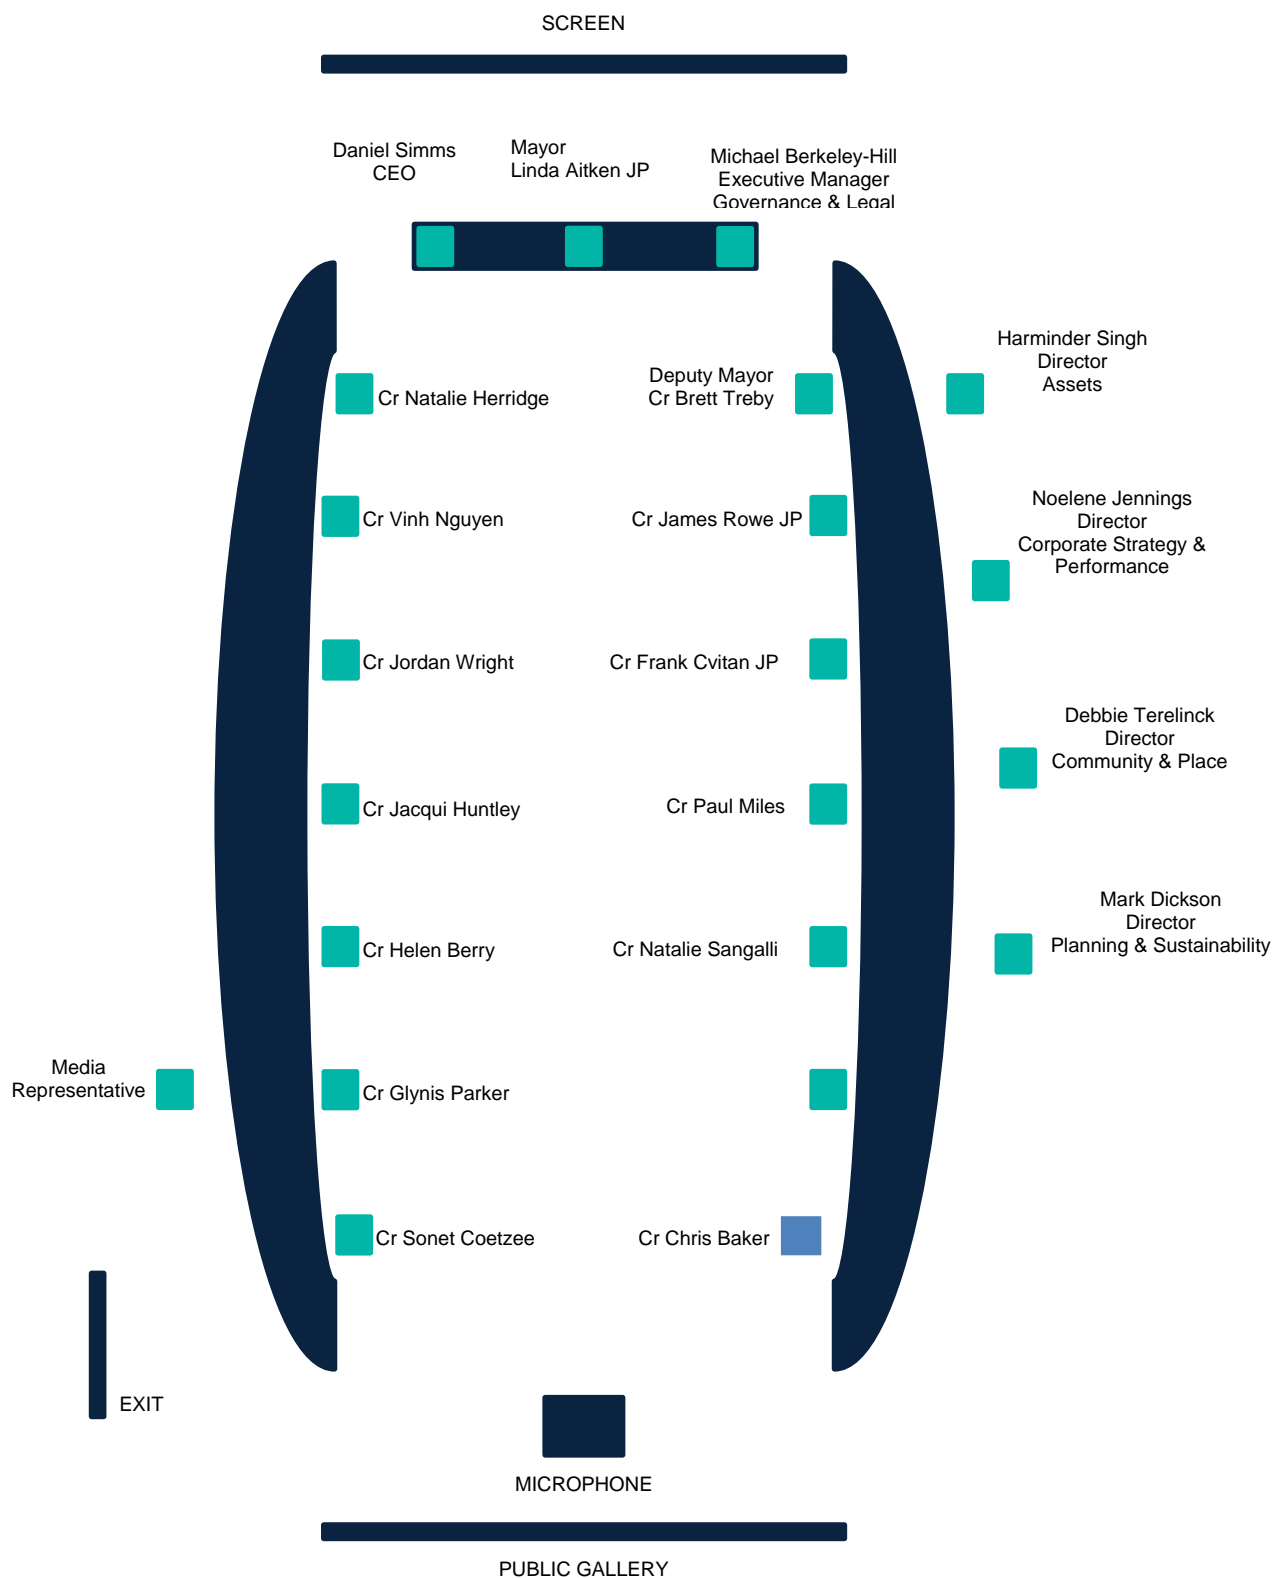 SCREEN
Daniel Simms
CEO
Mayor
Linda Aitken JP
Michael Berkeley-Hill
Executive Manager
Governance & Legal
Harminder Singh
Director
Assets
Cr Natalie Herridge
Deputy Mayor
Cr Brett Treby
Noelene Jennings
Director
Corporate Strategy &
Performance
Cr Vinh Nguyen
Cr James Rowe JP
Cr Jordan Wright
Cr Frank Cvitan JP
Debbie Terelinck
Director
Community & Place
Cr Jacqui Huntley
Cr Paul Miles
Mark Dickson
Director
Planning & Sustainability
Cr Helen Berry
Cr Natalie Sangalli
Media
Representative
Cr Glynis Parker
Cr Sonet Coetzee
Cr Chris Baker
EXIT
MICROPHONE
PUBLIC GALLERY